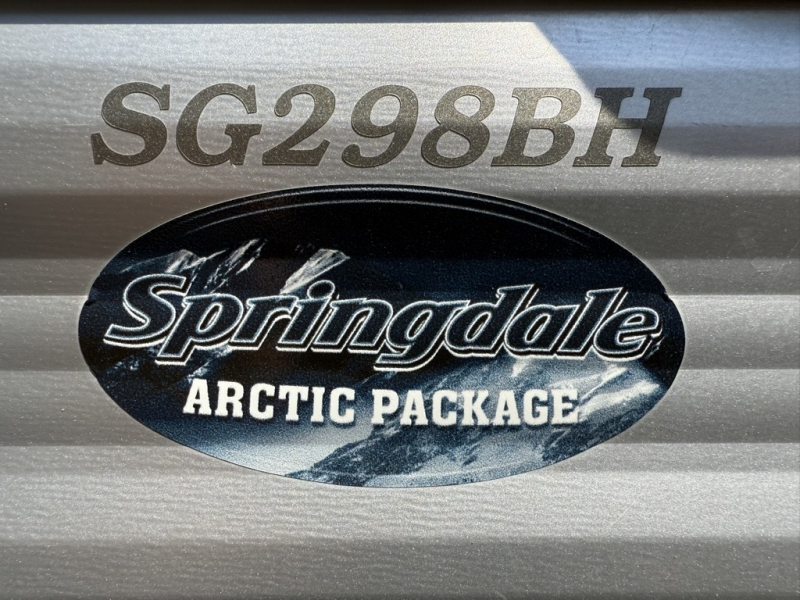 SG298BH
Springdale
ARCTIC PACKAGE